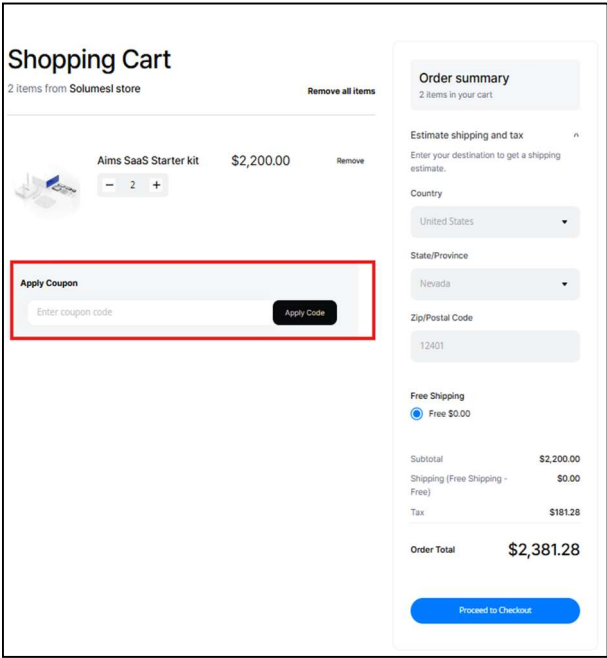 Shopping Cart
2 items from Solumesl store
Remove all items
Aims SaaS Starter kit
$2,200.00
Remove
2
Apply Coupon
Enter coupon code
Apply Code
Order summary
2 items in your cart
Estimate shipping and tax
Enter your destination to get a shipping
estimate.
Country
United States
State/Province
Nevada
Zip/Postal Code
12401
Free Shipping
Free $0.00
Subtotal $2,200.00
Shipping (Free Shipping - $0.00
Free)
Tax $181.28
Order Total $2,381.28
Proceed to Checkout